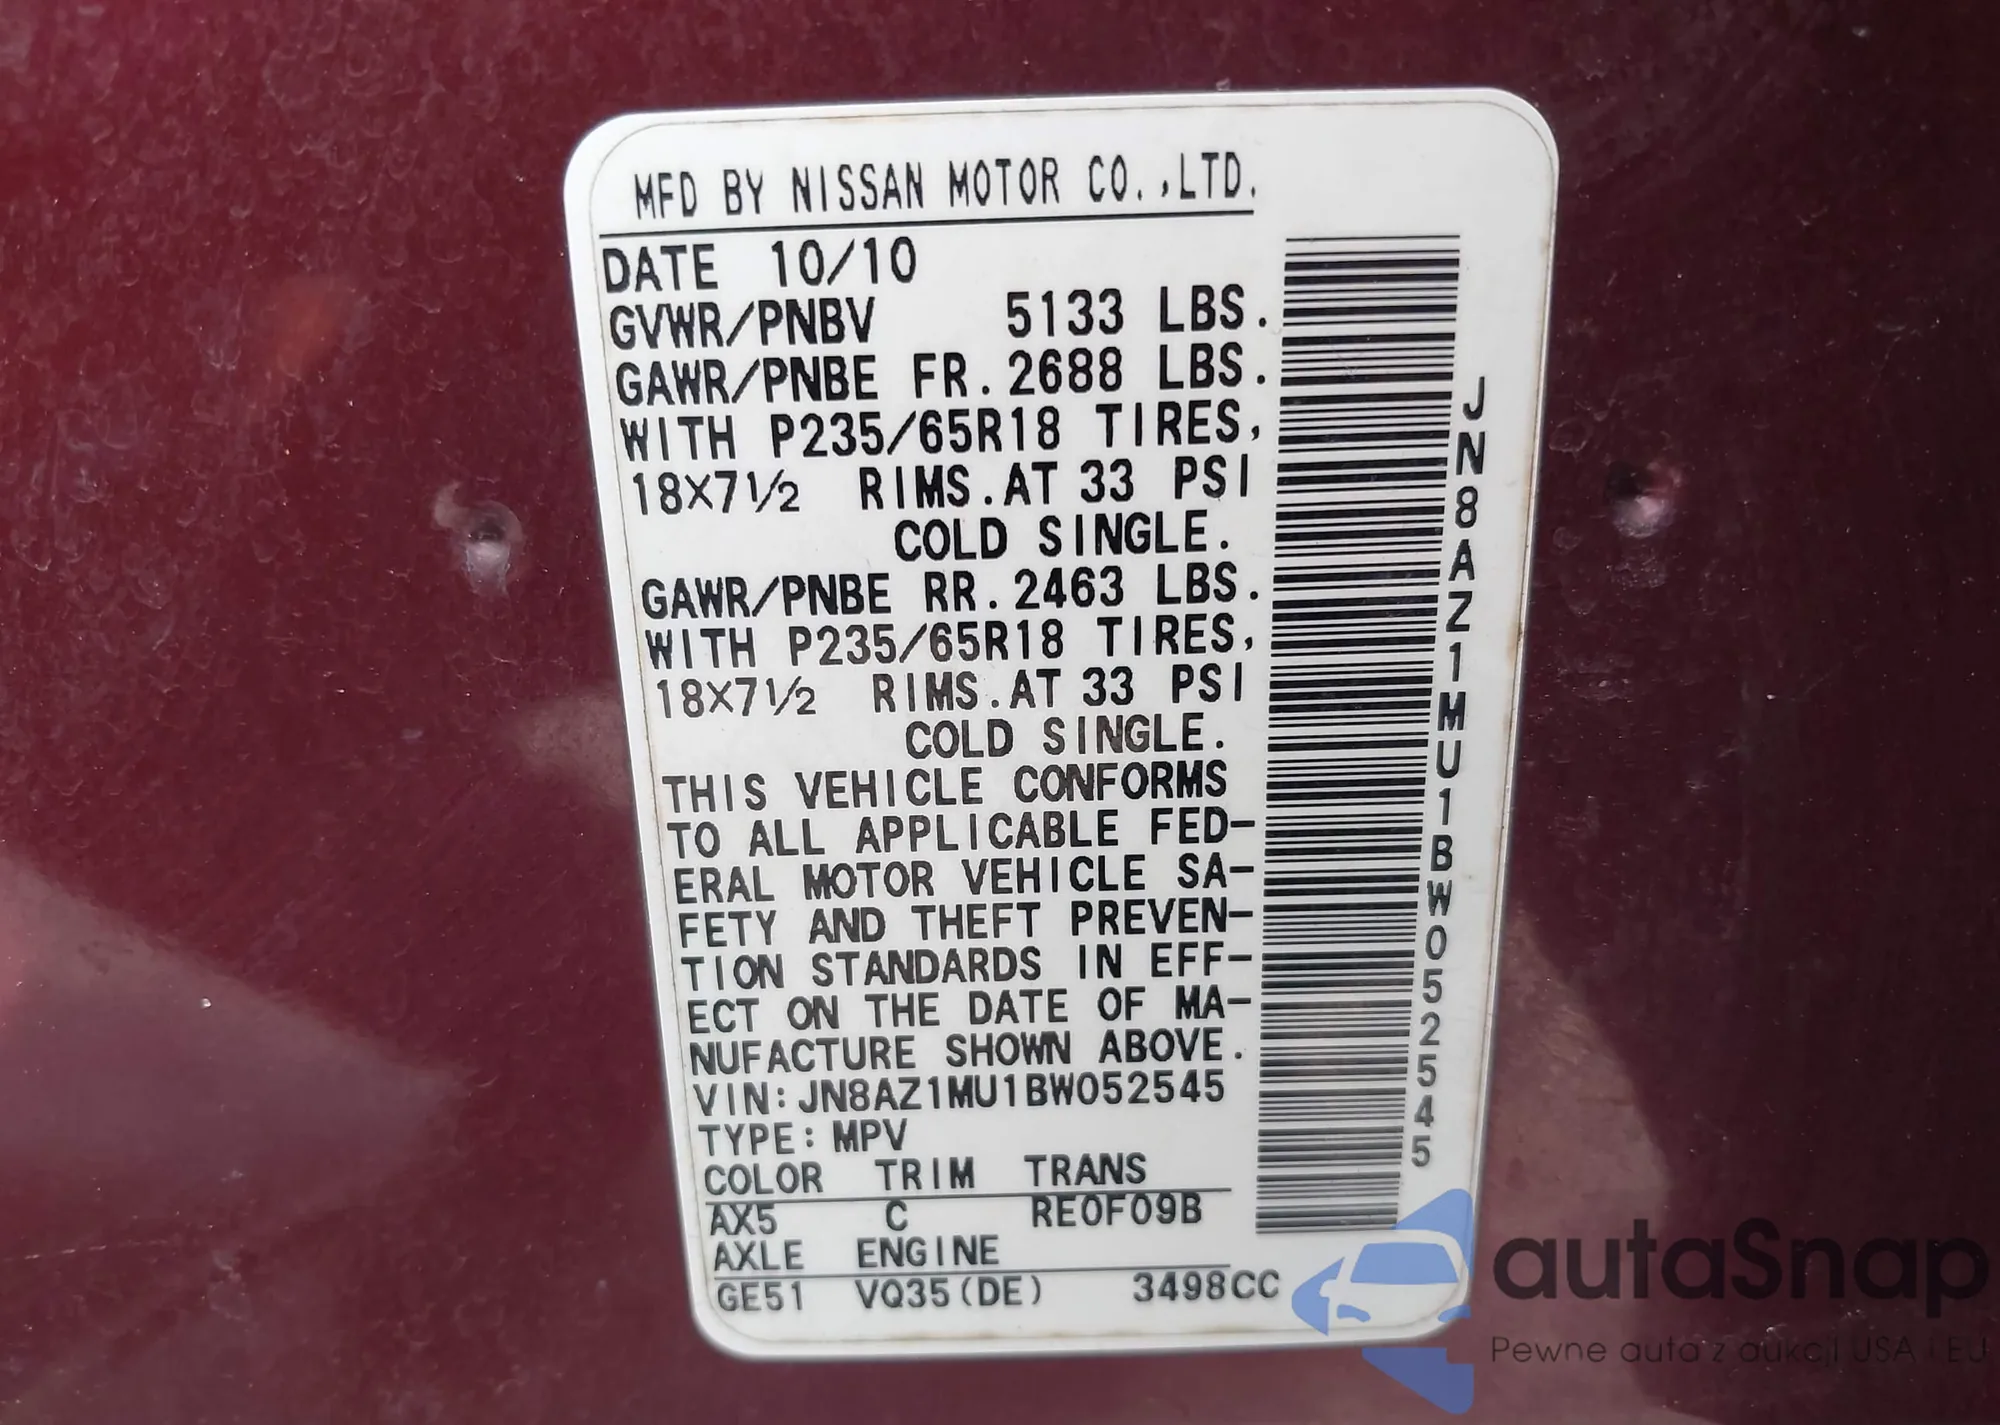 MFD BY NISSAN MOTOR CO.,LTD.
DATE 10/10
GVWR/PNBV 5133 LBS.
GAWR/PNBE FR.2688 LBS.
WITH P235/65R18 TIRES,
18X7½ RIMS.AT 33 PSI
COLD SINGLE.
GAWR/PNBE RR.2463 LBS.
WITH P235/65R18 TIRES,
18X7½ RIMS.AT 33 PSI
COLD SINGLE.
THIS VEHICLE CONFORMS
TO ALL APPLICABLE FED-
ERAL MOTOR VEHICLE SA-
FETY AND THEFT PREVEN-
TION STANDARDS IN EFF-
ECT ON THE DATE OF MA-
NUFACTURE SHOWN ABOVE.
VIN:JN8AZ1MU1BW052545
TYPE:MPV
COLOR TRIM TRANS
AX5 C RE0F09B
AXLE ENGINE
GE51 VQ35(DE) 3498CC
JN8AZ1MU1BW052545
autaSnap
Pewne auta z aukcji USA i EU